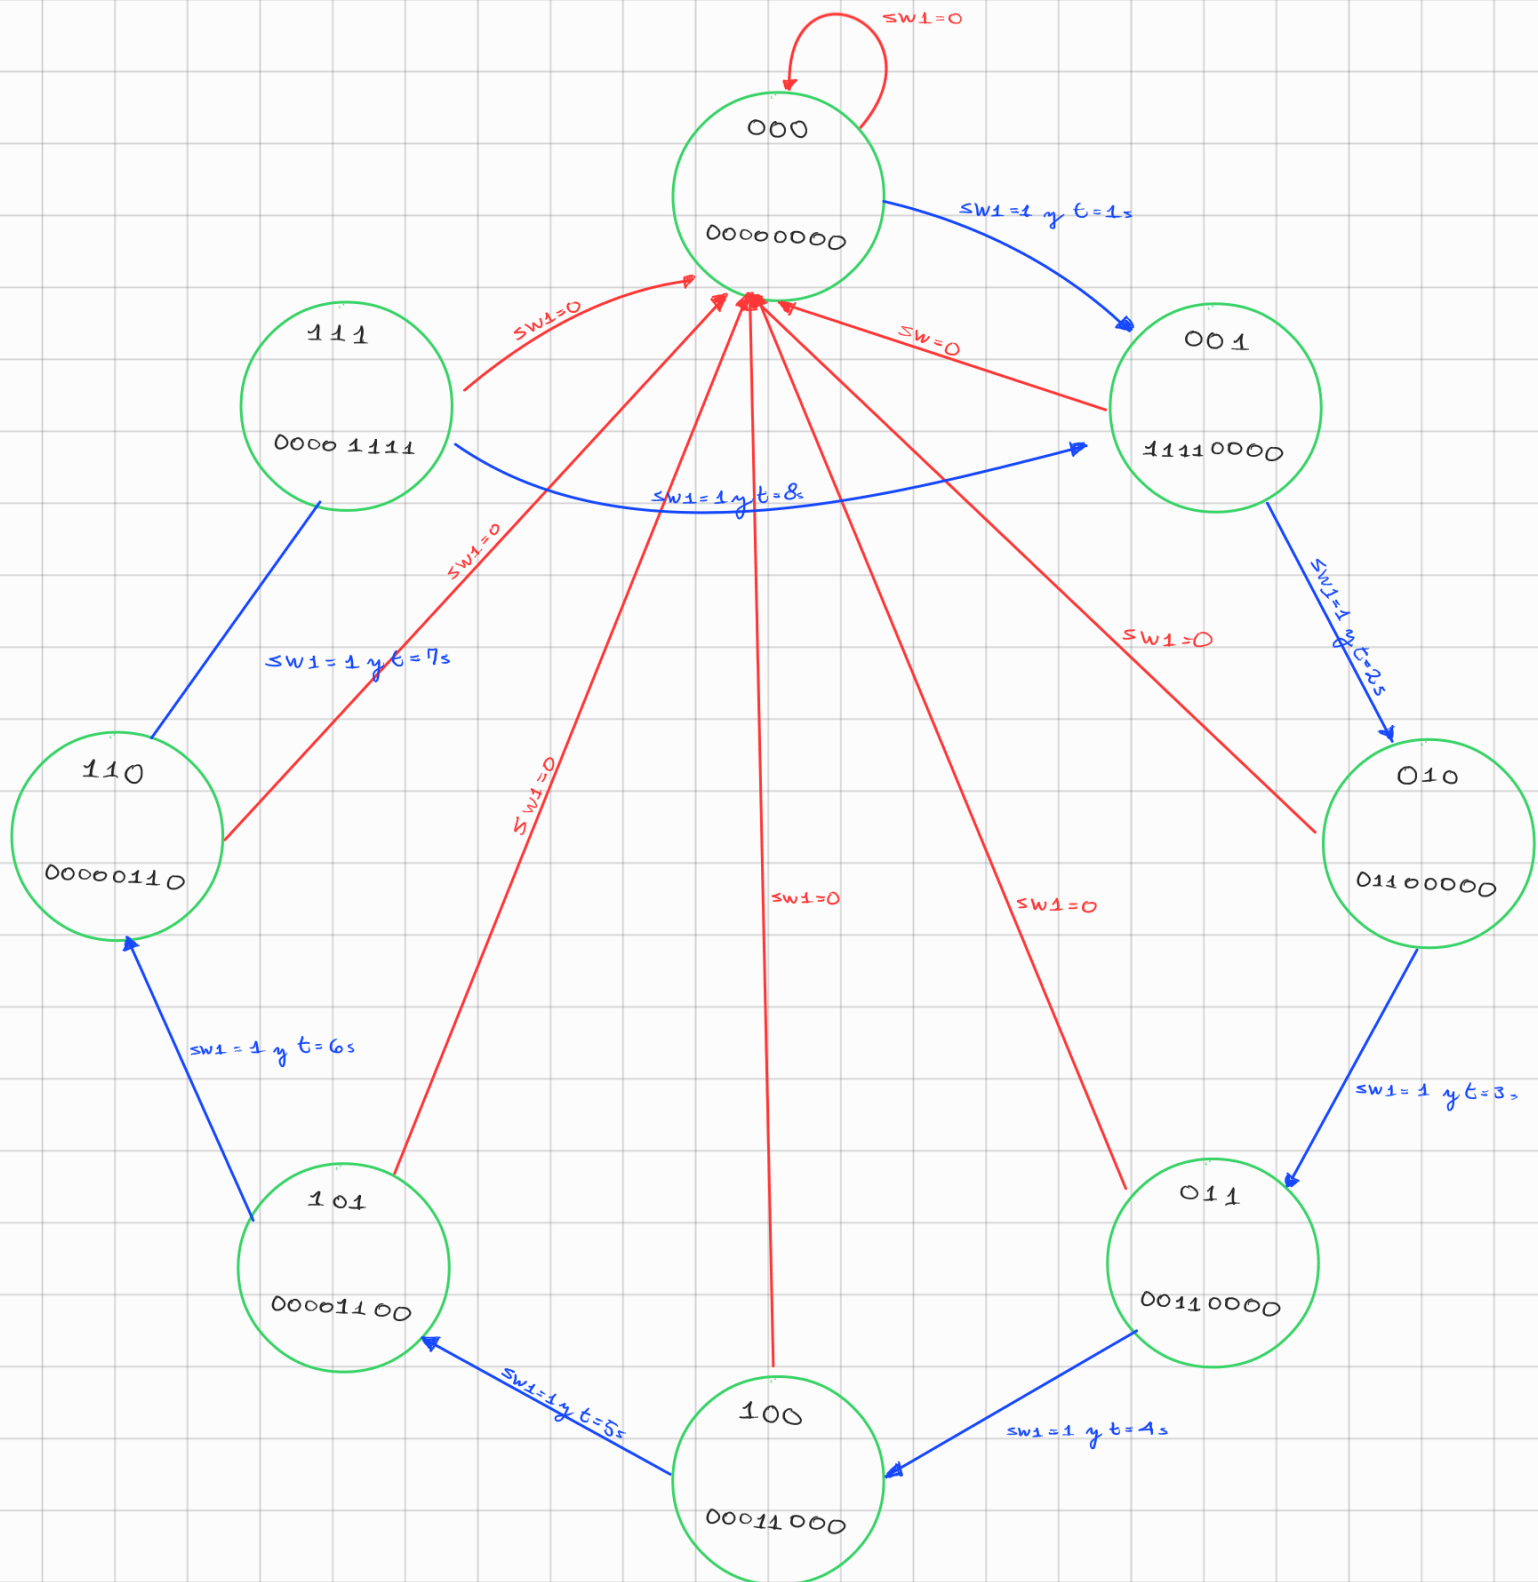 SW1=0
000
00000000
SW1=1 y t=1s
SW1=0
SW=0
111
0000 1111
001
11110000
SW1=1 y t=8s
SW1=0
SW1=1 y t=2s
SW1=0
SW1=1 y t=7s
110
00000110
010
01100000
SW1=0
SW1=0
SW1=0
SW1=1 y t=6s
SW1=1 y t=3s
101
00001100
011
00110000
SW1=1 y t=5s
SW1=1 y t=4s
100
00011000